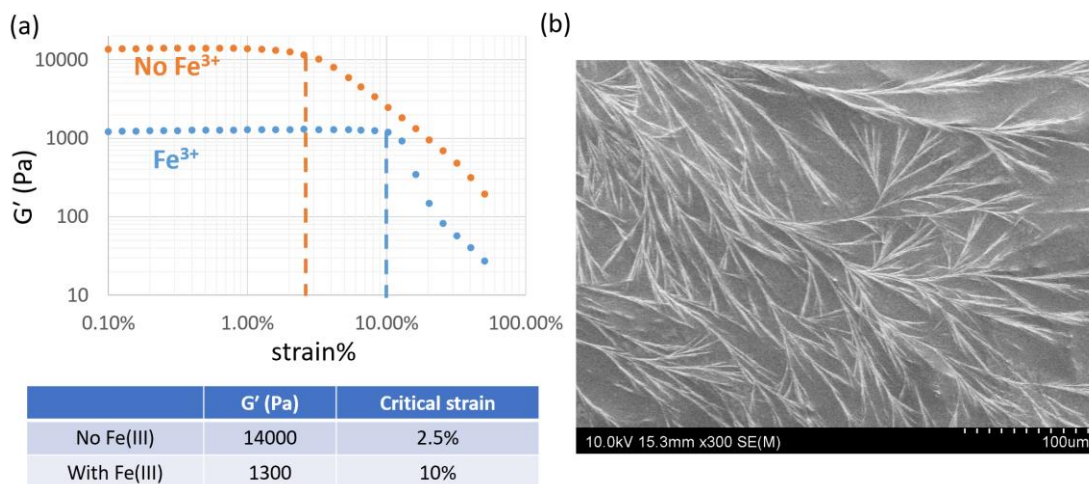 (a)
(b)
G’ (Pa)
10000
1000
100
10
No Fe³⁺
Fe³⁺
0.10%
1.00%
10.00%
100.00%
strain%
G’ (Pa) Critical strain
No Fe(III) 14000 2.5%
With Fe(III) 1300 10%
10.0kV 15.3mm x300 SE(M)
100um